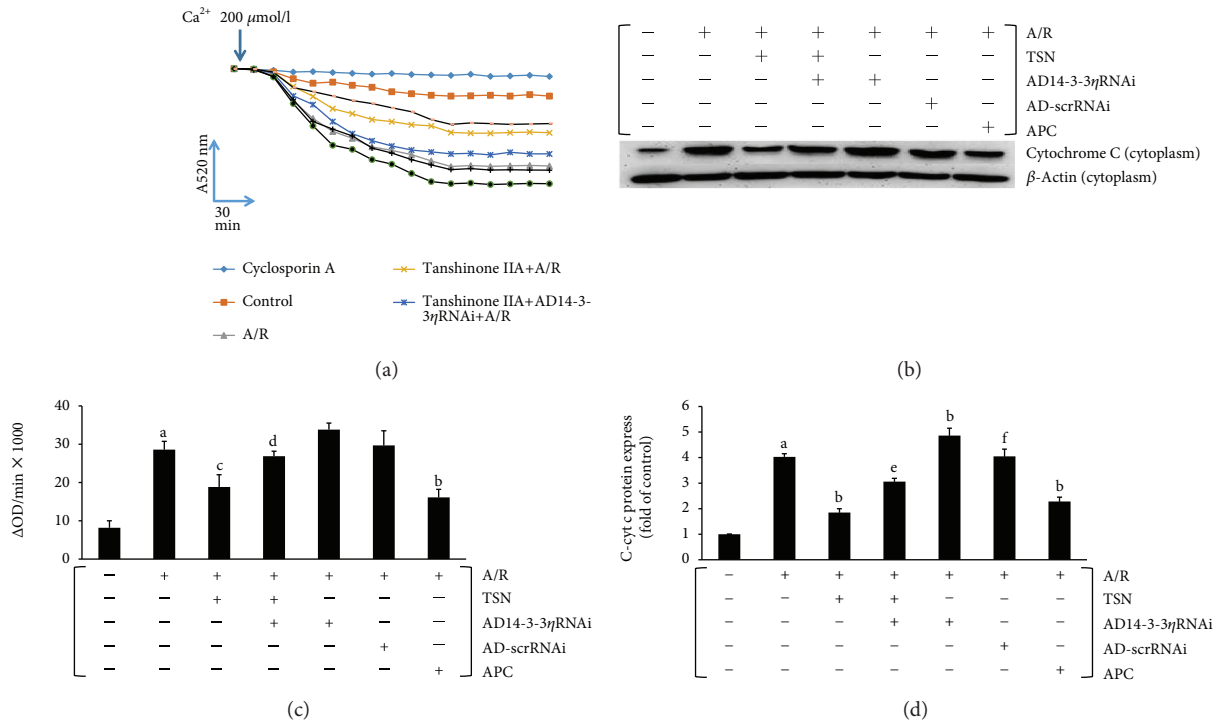 Ca2+ 200 μmol/l
A520 nm
30
min
Cyclosporin A
Control
A/R
Tanshinone IIA+A/R
Tanshinone IIA+AD14-3-
3ηRNAi+A/R
(a)
– + + + + + + A/R
– – + + – – – TSN
– – – + + – – AD14-3-3ηRNAi
– – – – – + – AD-scrRNAi
– – – – – – + APC
Cytochrome C (cytoplasm)
β-Actin (cytoplasm)
(b)
ΔOD/min × 1000
40
30
20
10
0
a
c
d
b
– + + + + + + A/R
– – + + – – – TSN
– – – + + – – AD14-3-3ηRNAi
– – – – – + – AD-scrRNAi
– – – – – – + APC
(c)
C-cyt c protein express
(fold of control)
6
5
4
3
2
1
0
a
b
e
b
f
b
– + + + + + + A/R
– – + + – – – TSN
– – – + + – – AD14-3-3ηRNAi
– – – – – + – AD-scrRNAi
– – – – – – + APC
(d)